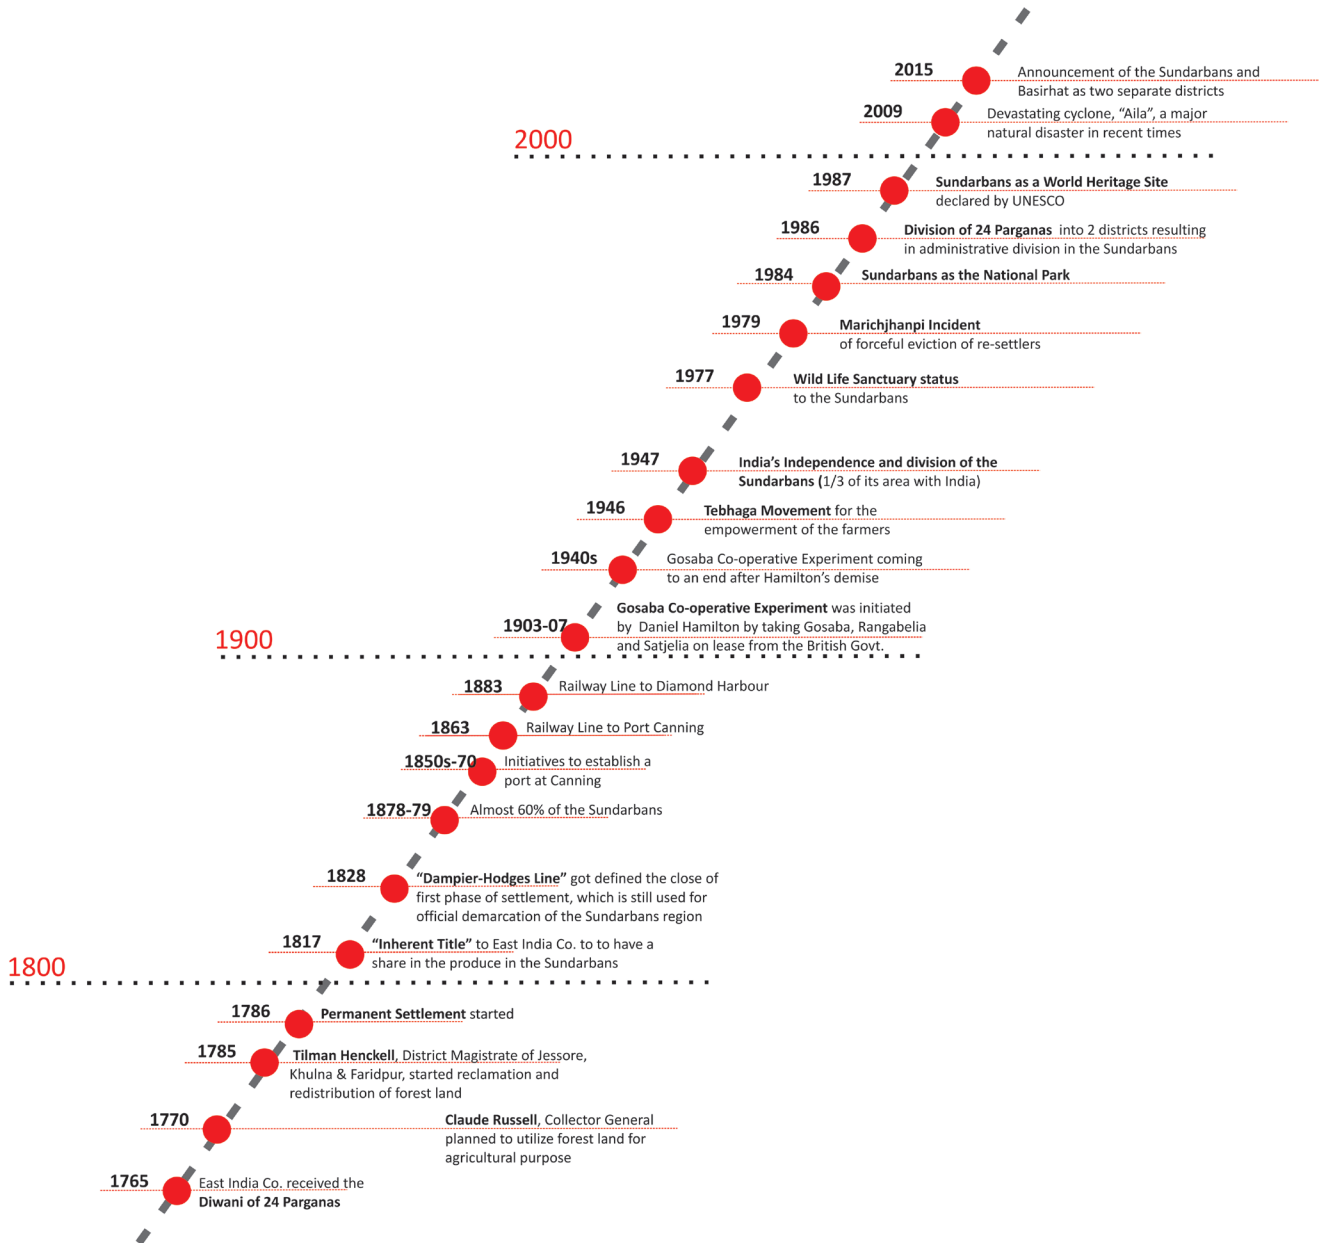 2015
Announcement of the Sundarbans and
Basirhat as two separate districts
2009
Devastating cyclone, “Aila”, a major
natural disaster in recent times
2000
1987
Sundarbans as a World Heritage Site
declared by UNESCO
1986
Division of 24 Parganas into 2 districts resulting
in administrative division in the Sundarbans
1984
Sundarbans as the National Park
1979
Marichjhanpi Incident
of forceful eviction of re-settlers
1977
Wild Life Sanctuary status
to the Sundarbans
1947
India’s Independence and division of the
Sundarbans (1/3 of its area with India)
1946
Tebhaga Movement for the
empowerment of the farmers
1940s
Gosaba Co-operative Experiment coming
to an end after Hamilton’s demise
1903-07
Gosaba Co-operative Experiment was initiated
by Daniel Hamilton by taking Gosaba, Rangabelia
and Satjelia on lease from the British Govt.
1900
1883
Railway Line to Diamond Harbour
1863
Railway Line to Port Canning
1850s-70
Initiatives to establish a
port at Canning
1878-79
Almost 60% of the Sundarbans
1828
“Dampier-Hodges Line” got defined the close of
first phase of settlement, which is still used for
official demarcation of the Sundarbans region
1817
“Inherent Title” to East India Co. to to have a
share in the produce in the Sundarbans
1800
1786
Permanent Settlement started
1785
Tilman Henckell, District Magistrate of Jessore,
Khulna & Faridpur, started reclamation and
redistribution of forest land
1770
Claude Russell, Collector General
planned to utilize forest land for
agricultural purpose
1765
East India Co. received the
Diwani of 24 Parganas